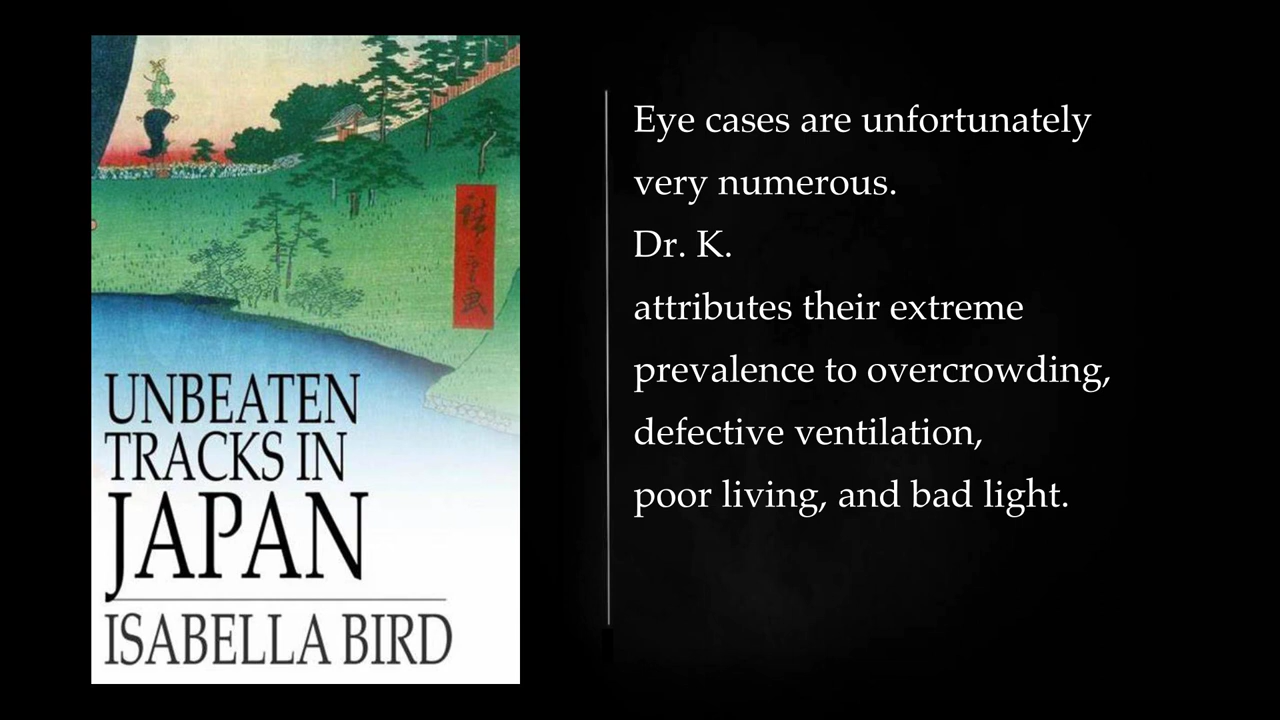 UNBEATEN
TRACKS IN
JAPAN
ISABELLA BIRD
Eye cases are unfortunately
very numerous.
Dr. K.
attributes their extreme
prevalence to overcrowding,
defective ventilation,
poor living, and bad light.